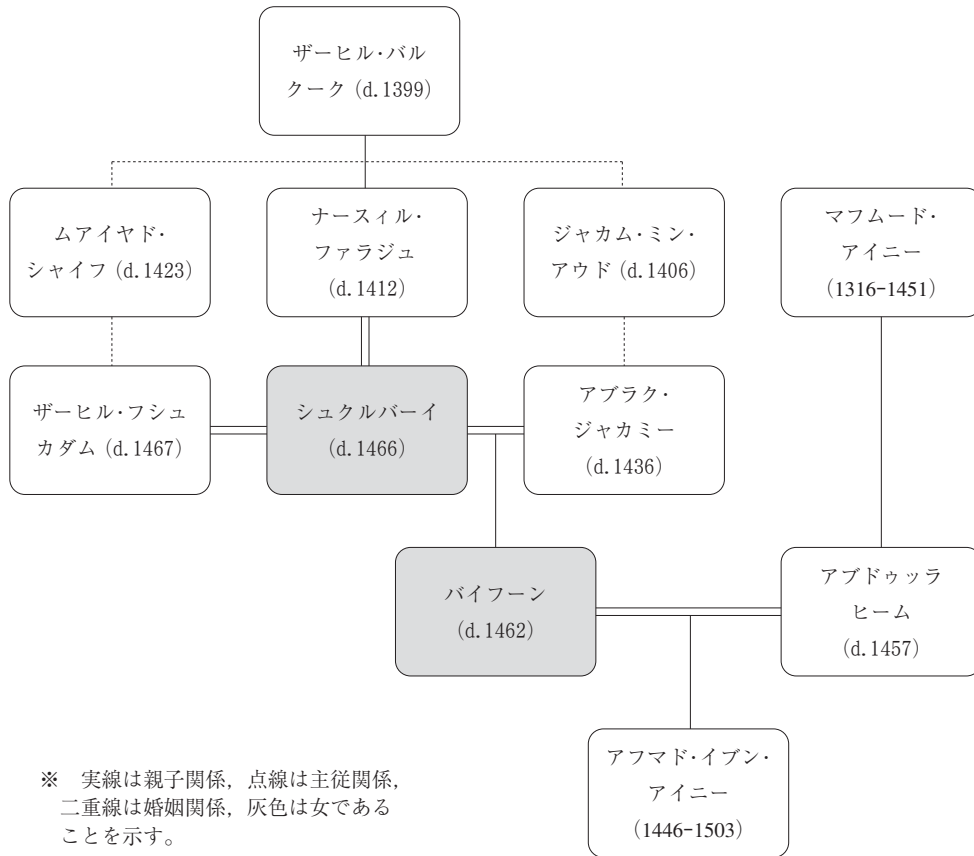 ザーヒル・バル
クーク (d.1399)
ムアイヤド・
シャイフ (d.1423)
ナースィル・
ファラジュ
(d.1412)
ジャカム・ミン・
アウド (d.1406)
マフムード・
アイニー
(1316-1451)
ザーヒル・フシュ
カダム (d.1467)
シュクルバーイ
(d.1466)
アブラク・
ジャカミー
(d.1436)
バイフーン
(d.1462)
アブドゥッラ
ヒーム
(d.1457)
アフマド・イブン・
アイニー
(1446-1503)
※ 実線は親子関係，点線は主従関係，
二重線は婚姻関係，灰色は女である
ことを示す。